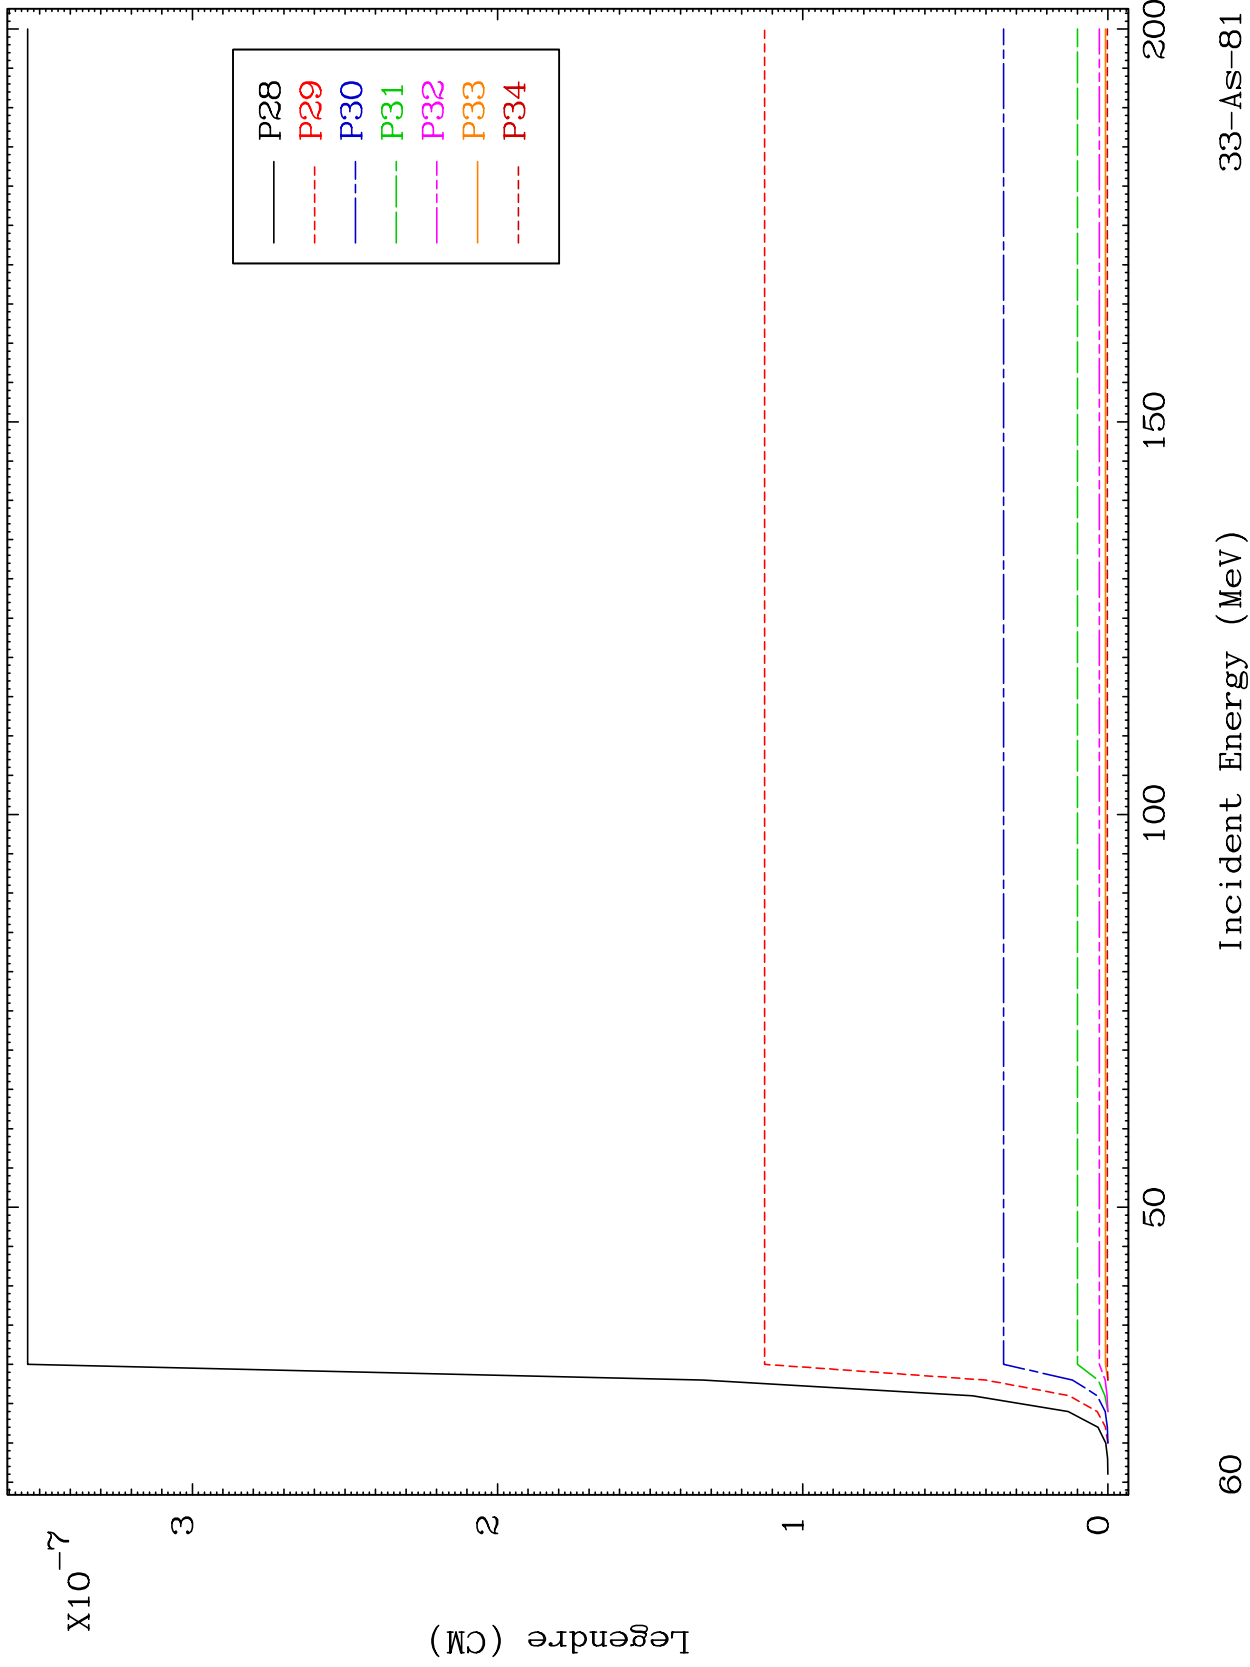 X10-7
3
2
1
0
Legendre (CM)
P28
P29
P30
P31
P32
P33
P34
50
100
150
200
Incident Energy (MeV)
60
33-As-81